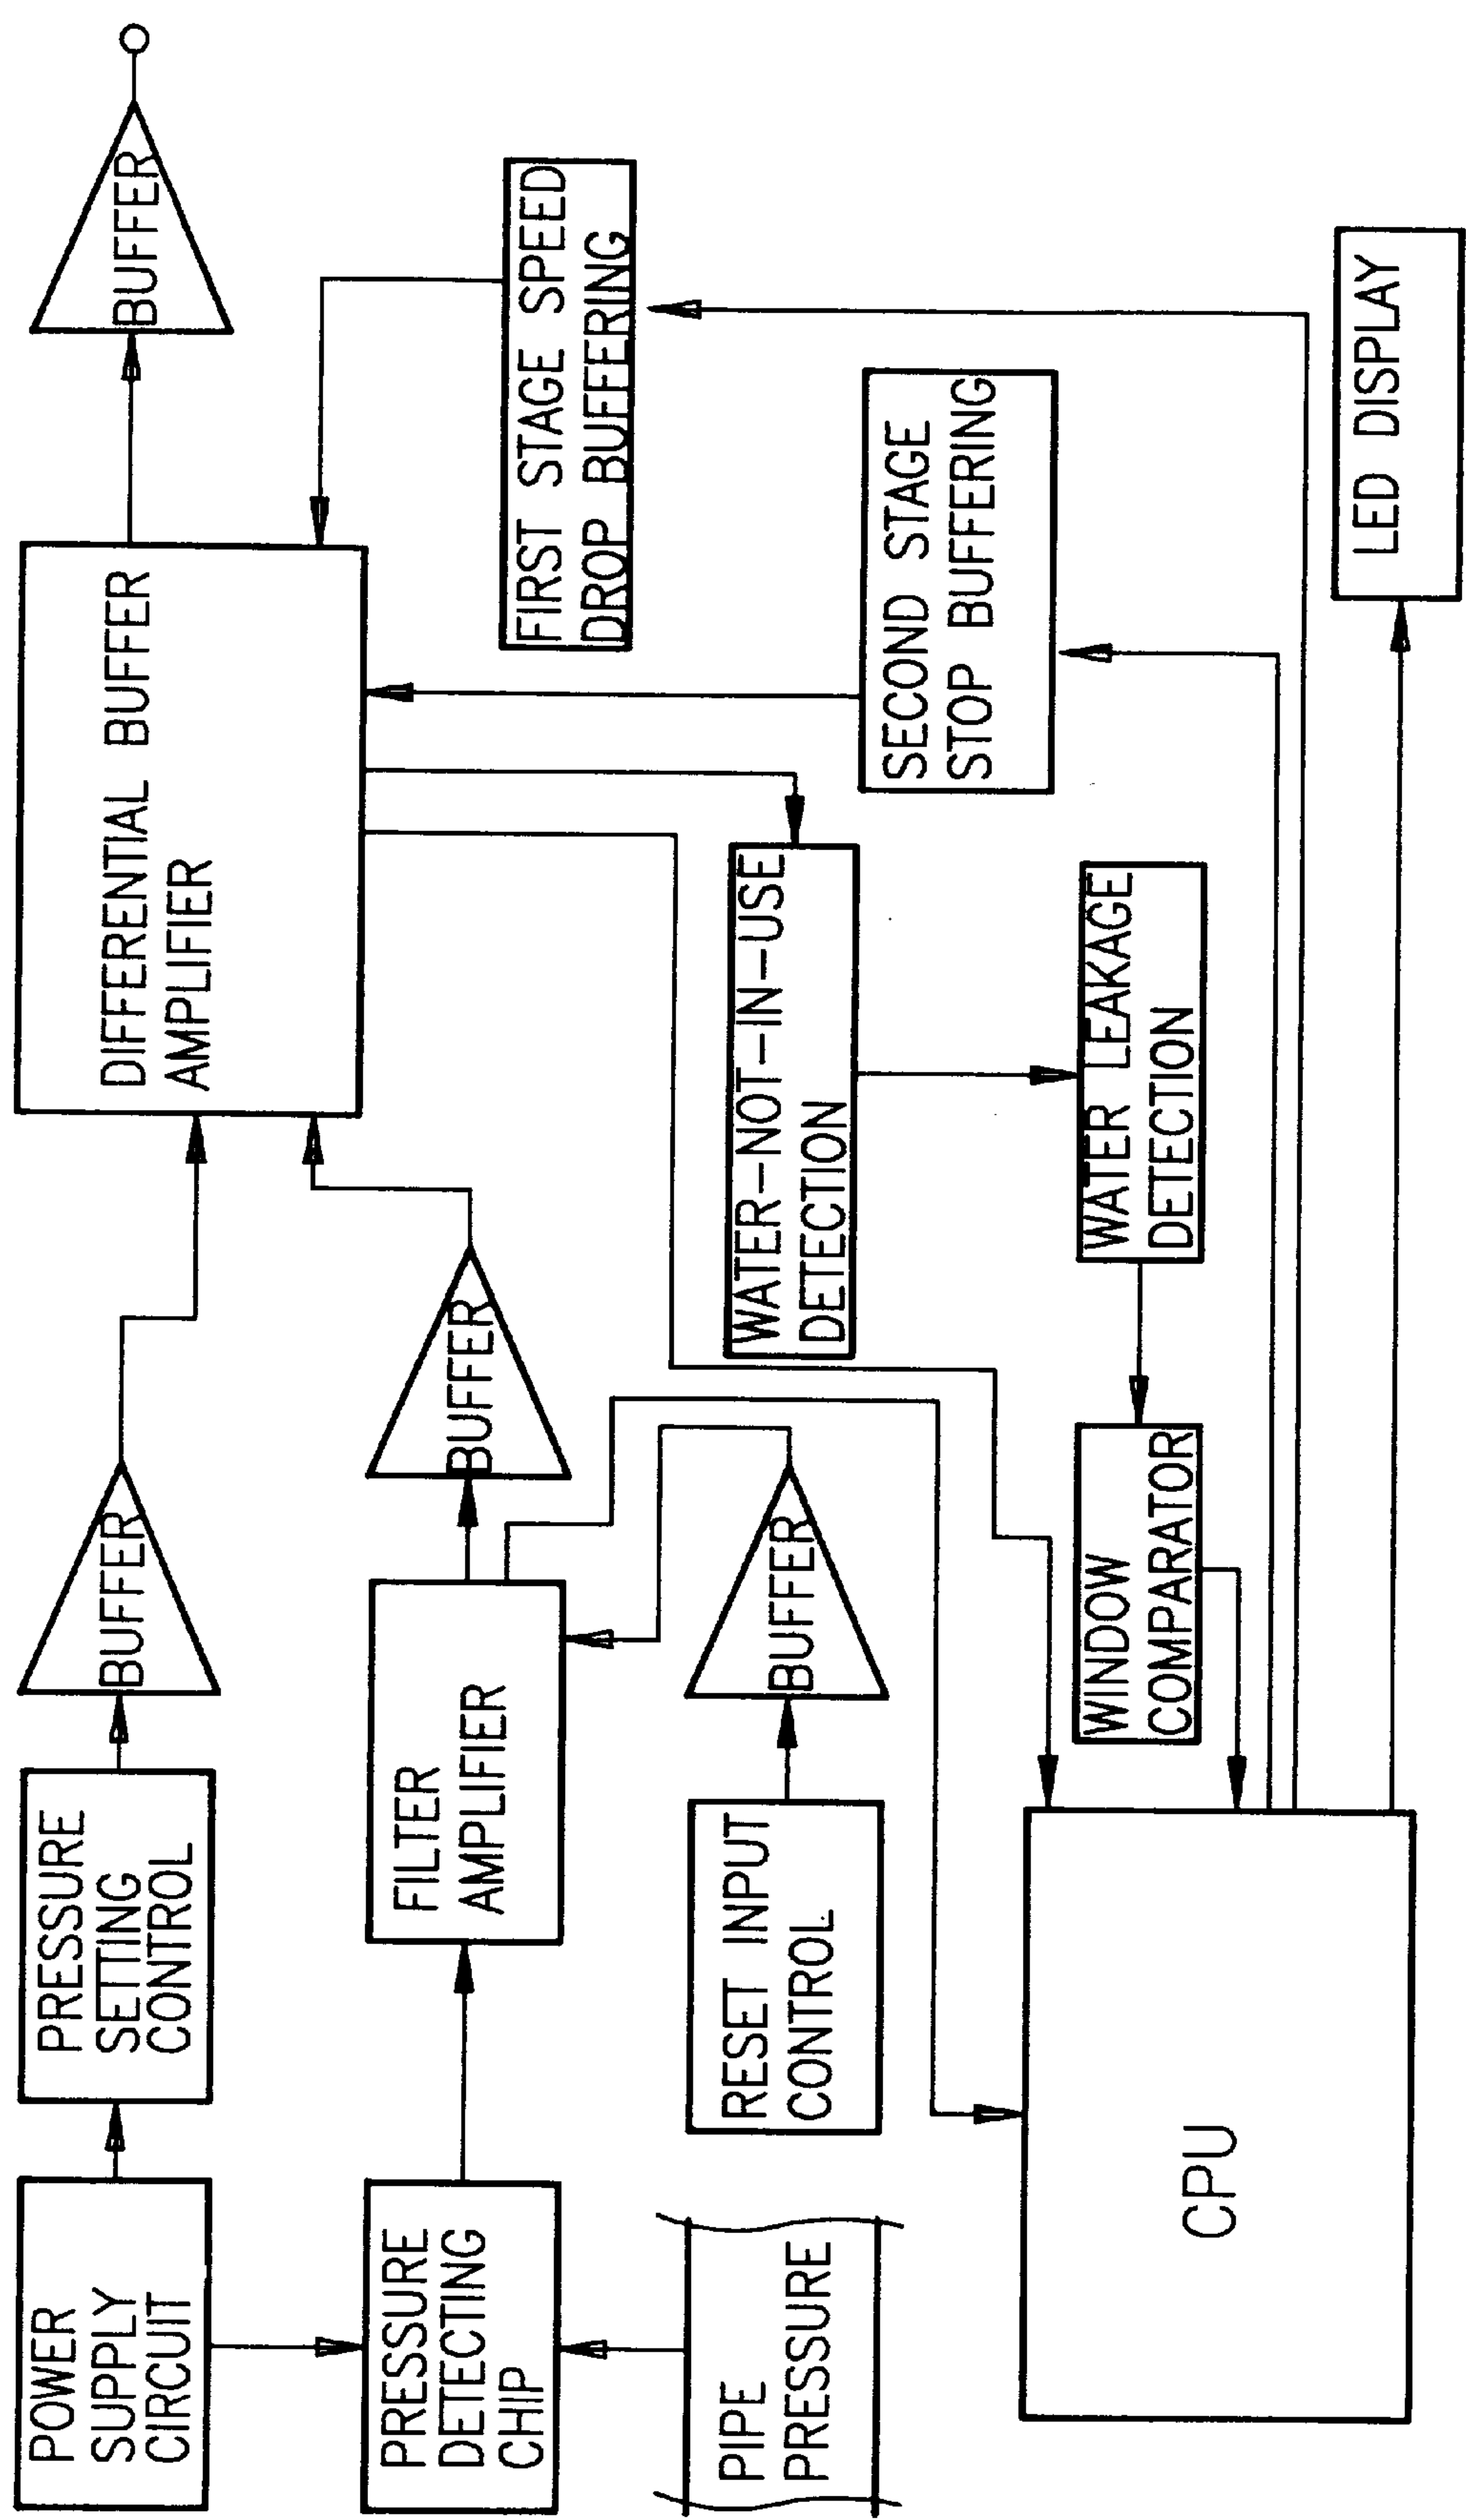 POWER
SUPPLY
CIRCUIT
PRESSURE
SETTING
CONTROL
BUFFER
DIFFERENTIAL BUFFER
AMPLIFIER
BUFFER
PRESSURE
DETECTING
CHIP
FILTER
AMPLIFIER
BUFFER
FIRST STAGE SPEED
DROP BUFFERING
PIPE
PRESSURE
RESET INPUT
CONTROL
BUFFER
WATER-NOT-IN-USE
DETECTION
SECOND STAGE
STOP BUFFERING
CPU
WINDOW
COMPARATOR
WATER LEAKAGE
DETECTION
LED DISPLAY